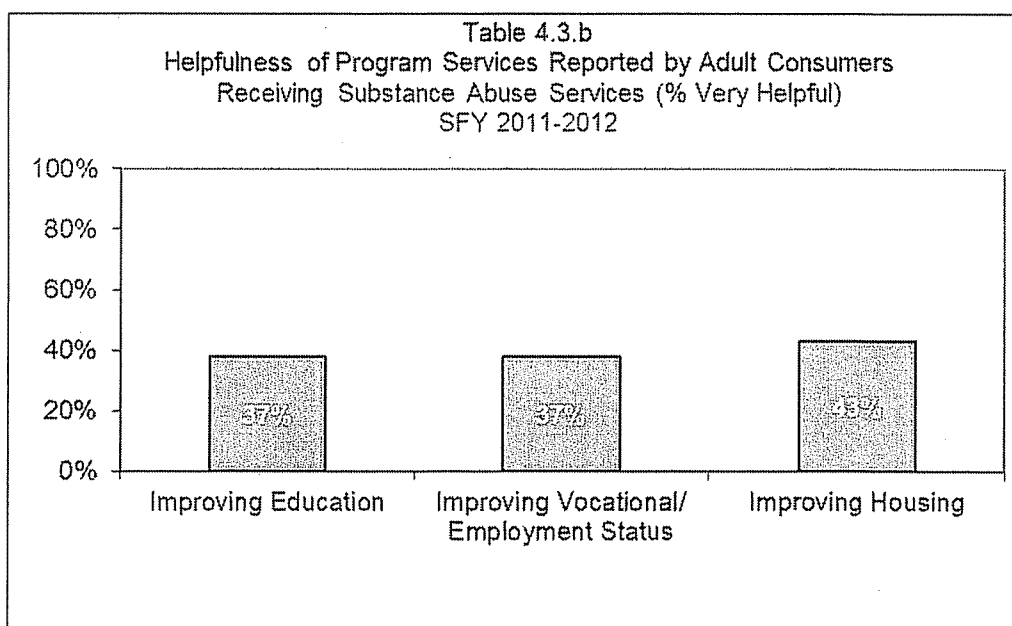 Table 4.3.b
Helpfulness of Program Services Reported by Adult Consumers
Receiving Substance Abuse Services (% Very Helpful)
SFY 2011-2012
100%
80%
60%
40%
20%
0%
37%
37%
43%
Improving Education
Improving Vocational/
Employment Status
Improving Housing